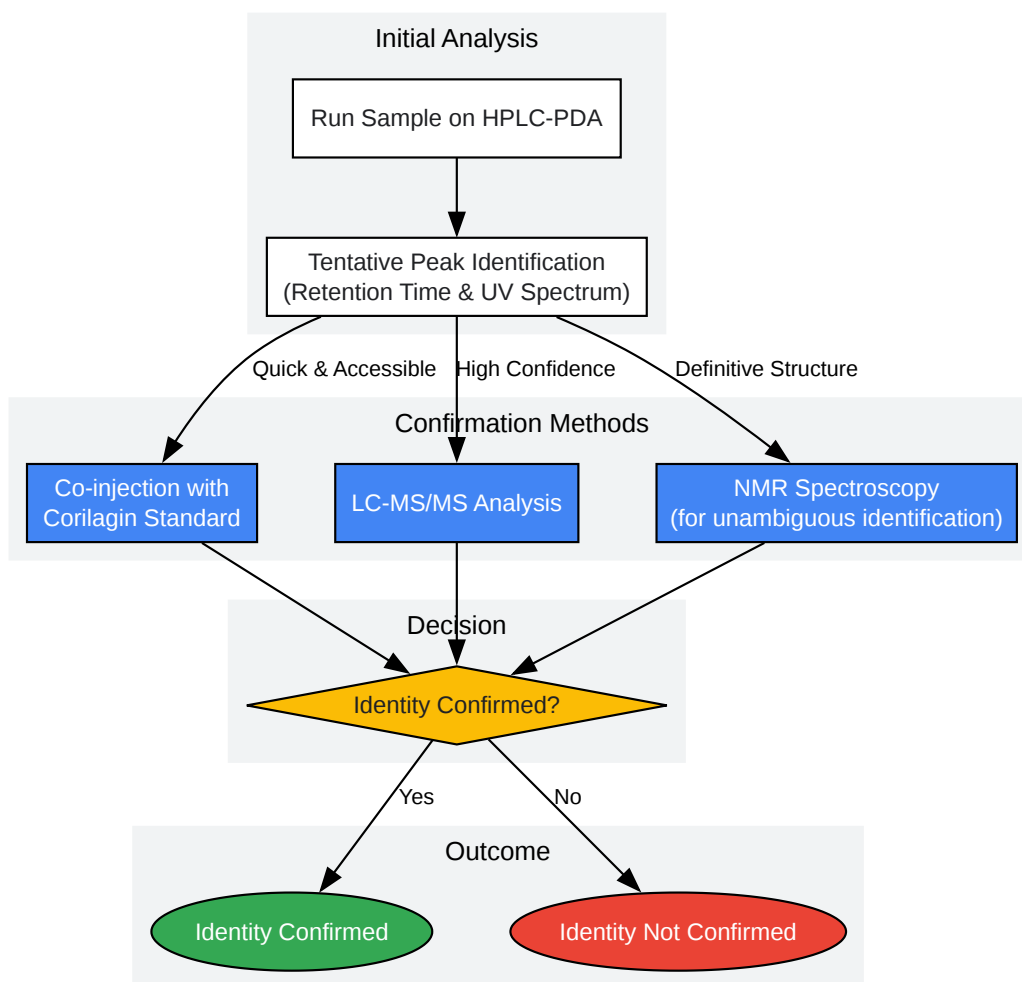 Initial Analysis
Run Sample on HPLC-PDA
Tentative Peak Identification
(Retention Time & UV Spectrum)
Quick & Accessible
High Confidence
Definitive Structure
Confirmation Methods
Co-injection with
Corilagin Standard
LC-MS/MS Analysis
NMR Spectroscopy
(for unambiguous identification)
Decision
Identity Confirmed?
Yes
No
Outcome
Identity Confirmed
Identity Not Confirmed